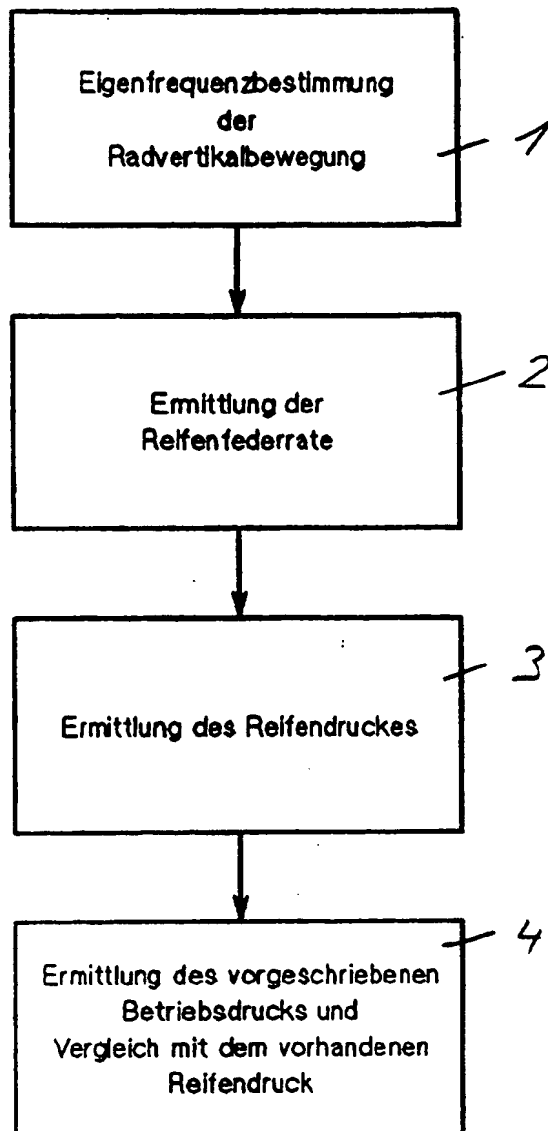 Eigenfrequenzbestimmung
der
Radvertikalbewegung
1
Ermittlung der
Reifenfederrate
2
Ermittlung des Reifendruckes
3
Ermittlung des vorgeschriebenen
Betriebsdrucks und
Vergleich mit dem vorhandenen
Reifendruck
4